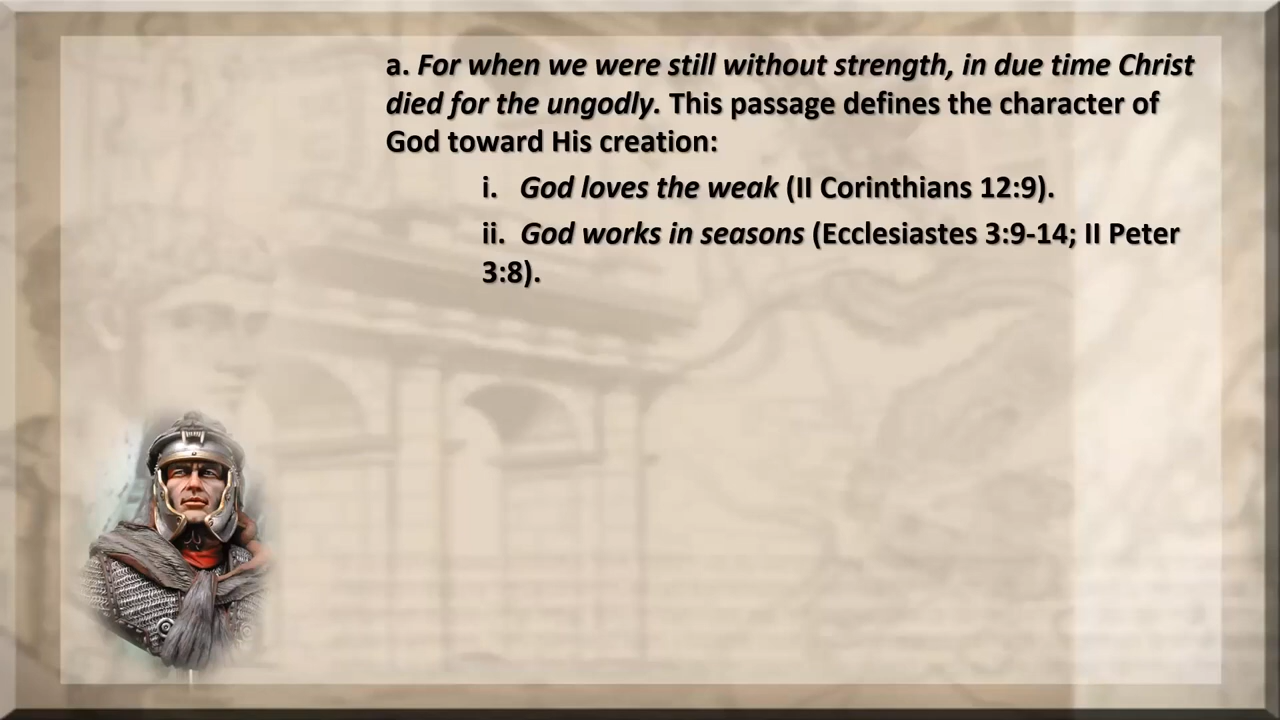 a. For when we were still without strength, in due time Christ
died for the ungodly. This passage defines the character of
God toward His creation:
i. God loves the weak (II Corinthians 12:9).
ii. God works in seasons (Ecclesiastes 3:9-14; II Peter
3:8).